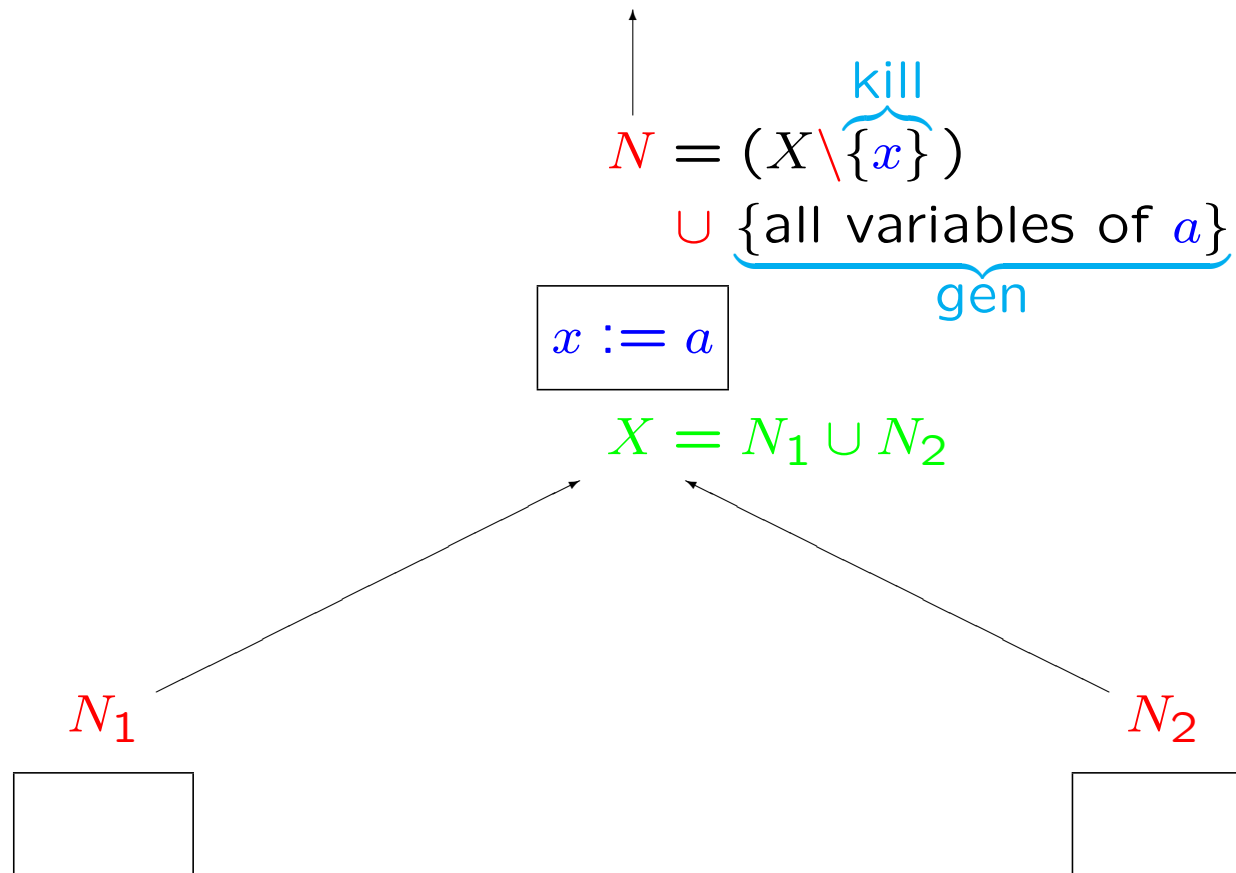 kill
N = (X\{x})
∪ {all variables of a}
gen
x := a
X = N₁ ∪ N₂
N₁
N₂